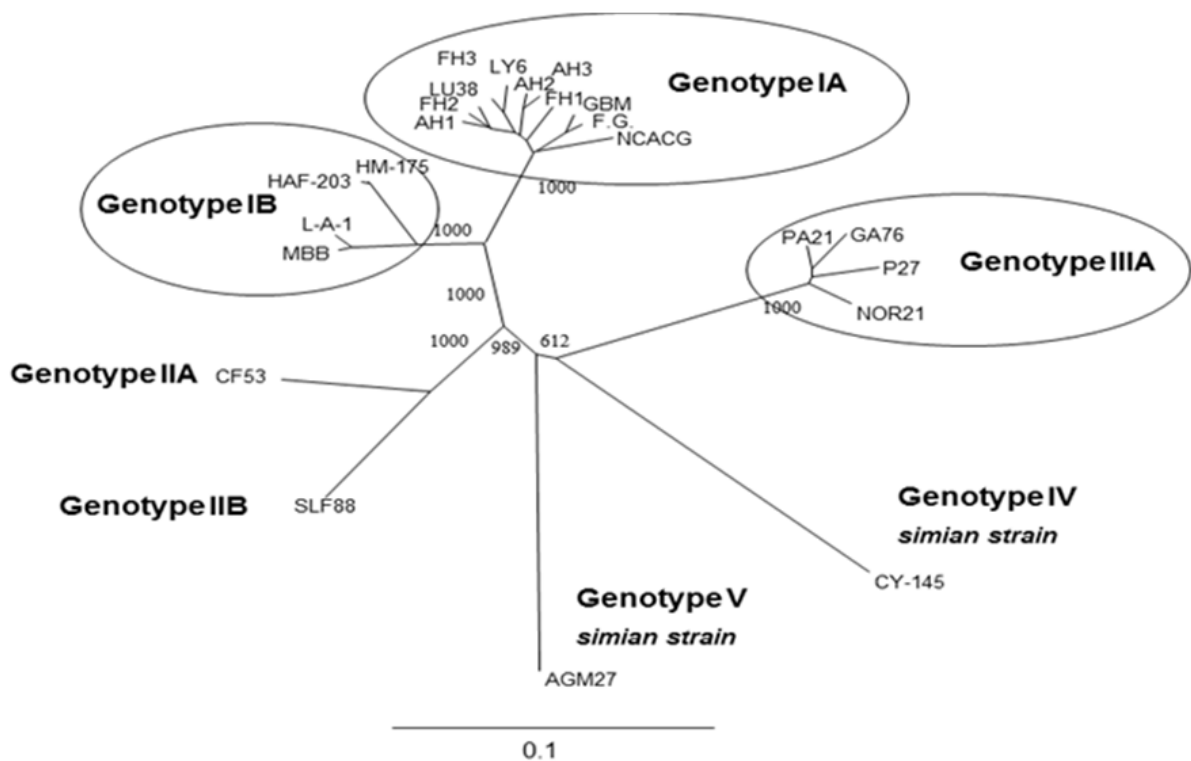 FH3
LY6
AH3
Genotype IA
LU38
AH2
FH2
FH1
GBM
AH1
F.G.
NCACG
1000
HM-175
HAF-203
Genotype IB
L-A-1
MBB
1000
PA21
GA76
P27
Genotype IIIA
NOR21
1000
1000
1000
989
612
Genotype IIA
CF53
Genotype IIB
SLF88
Genotype IV
simian strain
CY-145
Genotype V
simian strain
AGM27
0.1